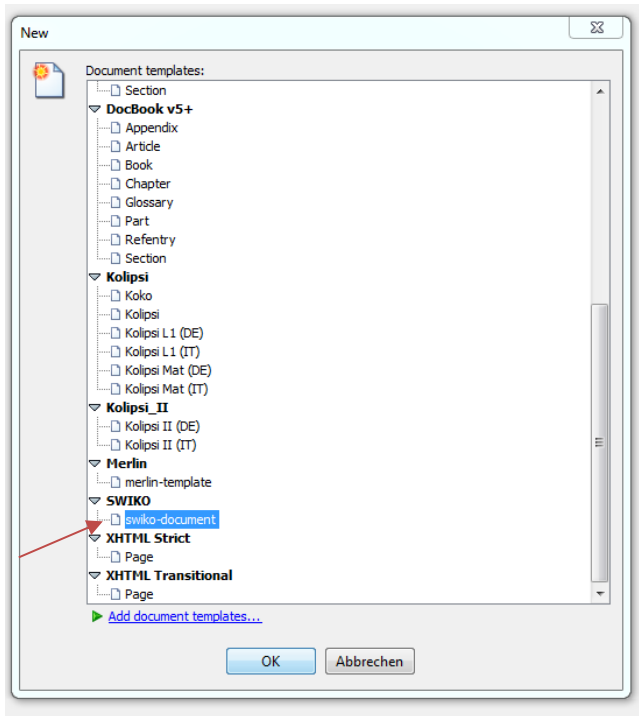 New
Document templates:
Section
DocBook v5+
Appendix
Article
Book
Chapter
Glossary
Part
Refentry
Section
Kolipsi
Koko
Kolipsi
Kolipsi L1 (DE)
Kolipsi L1 (IT)
Kolipsi Mat (DE)
Kolipsi Mat (IT)
Kolipsi_II
Kolipsi II (DE)
Kolipsi II (IT)
Merlin
merlin-template
SWIKO
swiko-document
XHTML Strict
Page
XHTML Transitional
Page
Add document templates...
OK Abbrechen